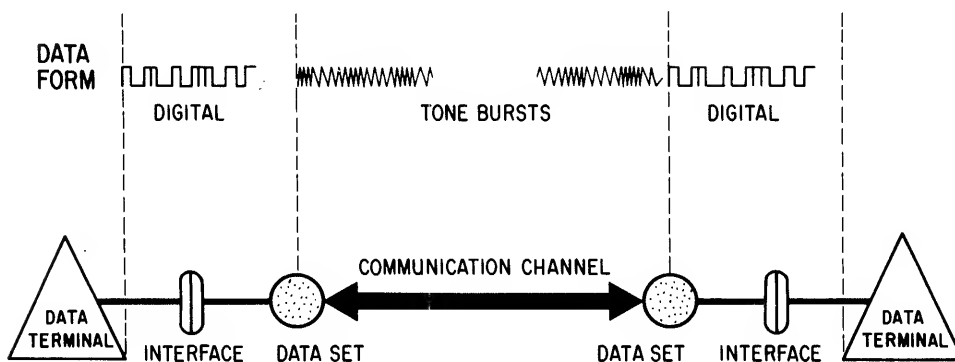 DATA
FORM
DIGITAL
TONE BURSTS
DIGITAL
COMMUNICATION CHANNEL
DATA
TERMINAL
INTERFACE
DATA SET
DATA SET
INTERFACE
DATA
TERMINAL